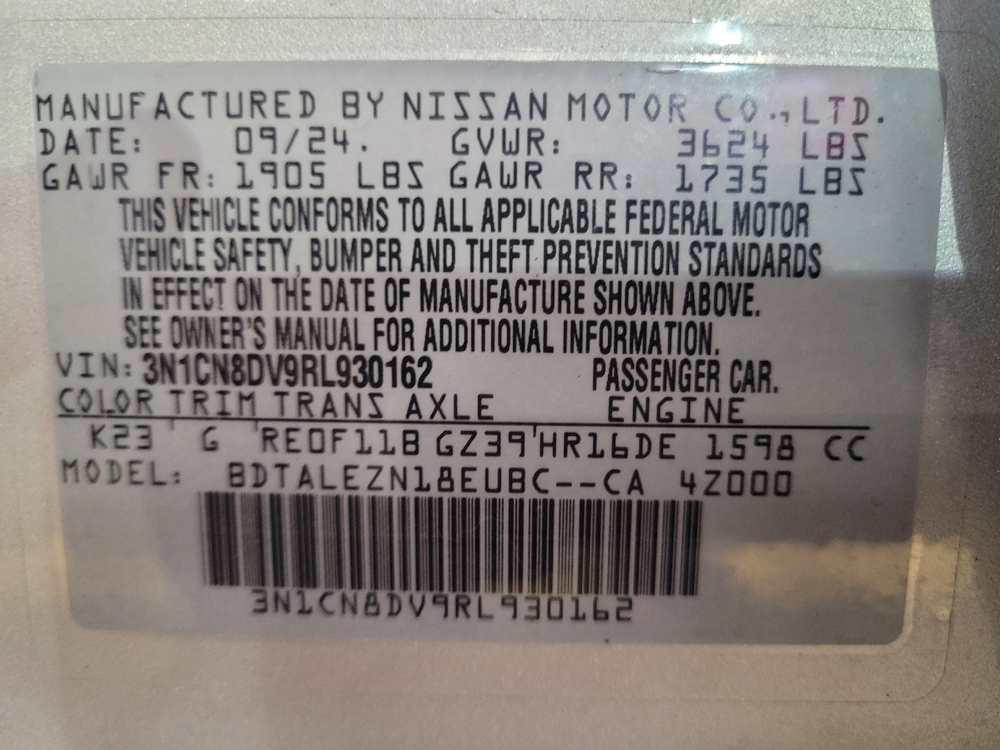 MANUFACTURED BY NISSAN MOTOR CO.,LTD.
DATE: 09/24. GVWR: 3624 LBS
GAWR FR: 1905 LBS GAWR RR: 1735 LBS
THIS VEHICLE CONFORMS TO ALL APPLICABLE FEDERAL MOTOR
VEHICLE SAFETY, BUMPER AND THEFT PREVENTION STANDARDS
IN EFFECT ON THE DATE OF MANUFACTURE SHOWN ABOVE.
SEE OWNER'S MANUAL FOR ADDITIONAL INFORMATION.
VIN: 3N1CN8DV9RL930162 PASSENGER CAR.
COLOR TRIM TRANS AXLE ENGINE
K23 ' G 'RE0F11B GZ39'HR16DE 1598 CC
MODEL: BDTALEZN18EUBC--CA 4Z000
3N1CN8DV9RL930162